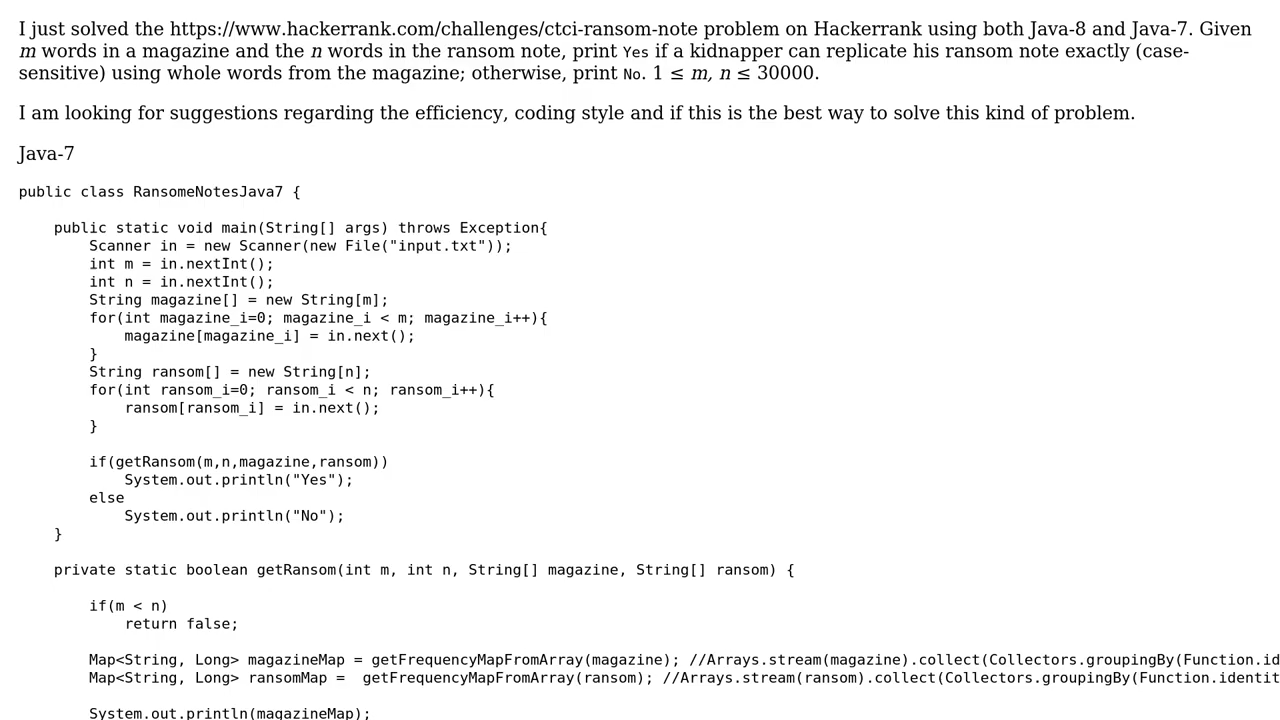 I just solved the https://www.hackerrank.com/challenges/ctci-ransom-note problem on Hackerrank using both Java-8 and Java-7. Given
m words in a magazine and the n words in the ransom note, print Yes if a kidnapper can replicate his ransom note exactly (case-
sensitive) using whole words from the magazine; otherwise, print No. 1 ≤ m, n ≤ 30000.
I am looking for suggestions regarding the efficiency, coding style and if this is the best way to solve this kind of problem.
Java-7
public class RansomeNotesJava7 {
    public static void main(String[] args) throws Exception{
        Scanner in = new Scanner(new File("input.txt"));
        int m = in.nextInt();
        int n = in.nextInt();
        String magazine[] = new String[m];
        for(int magazine_i=0; magazine_i < m; magazine_i++){
            magazine[magazine_i] = in.next();
        }
        String ransom[] = new String[n];
        for(int ransom_i=0; ransom_i < n; ransom_i++){
            ransom[ransom_i] = in.next();
        }
        if(getRansom(m,n,magazine,ransom))
            System.out.println("Yes");
        else
            System.out.println("No");
    }
    private static boolean getRansom(int m, int n, String[] magazine, String[] ransom) {
        if(m < n)
            return false;
        Map<String, Long> magazineMap = getFrequencyMapFromArray(magazine); //Arrays.stream(magazine).collect(Collectors.groupingBy(Function.id
        Map<String, Long> ransomMap =  getFrequencyMapFromArray(ransom); //Arrays.stream(ransom).collect(Collectors.groupingBy(Function.identit
        System.out.println(magazineMap);